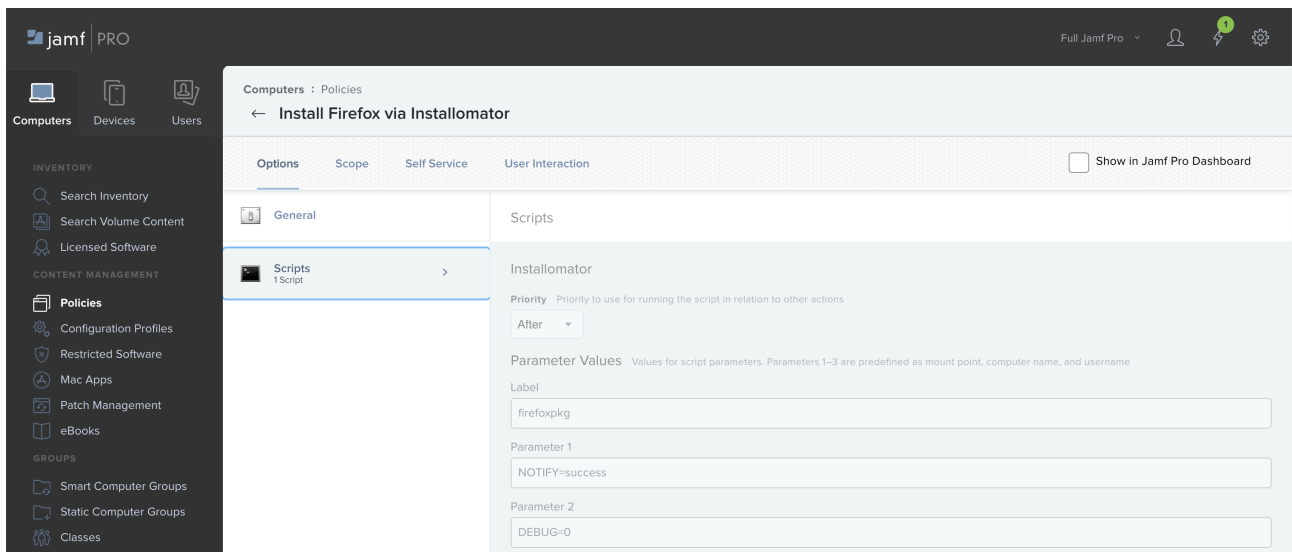 jamf PRO
Full Jamf Pro
1
Computers
Devices
Users
Computers : Policies
← Install Firefox via Installomator
Options
Scope
Self Service
User Interaction
Show in Jamf Pro Dashboard
INVENTORY
Search Inventory
Search Volume Content
Licensed Software
CONTENT MANAGEMENT
Policies
Configuration Profiles
Restricted Software
Mac Apps
Patch Management
eBooks
GROUPS
Smart Computer Groups
Static Computer Groups
Classes
General
Scripts
1 Script
Scripts
Installomator
Priority Priority to use for running the script in relation to other actions
After
Parameter Values Values for script parameters. Parameters 1–3 are predefined as mount point, computer name, and username
Label
firefoxpkg
Parameter 1
NOTIFY=success
Parameter 2
DEBUG=0